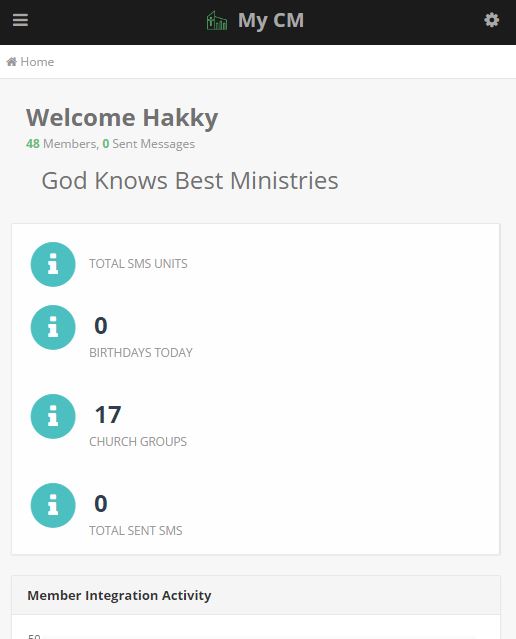 My CM
Home
Welcome Hakky
48 Members, 0 Sent Messages
God Knows Best Ministries
TOTAL SMS UNITS
0
BIRTHDAYS TODAY
17
CHURCH GROUPS
0
TOTAL SENT SMS
Member Integration Activity
50